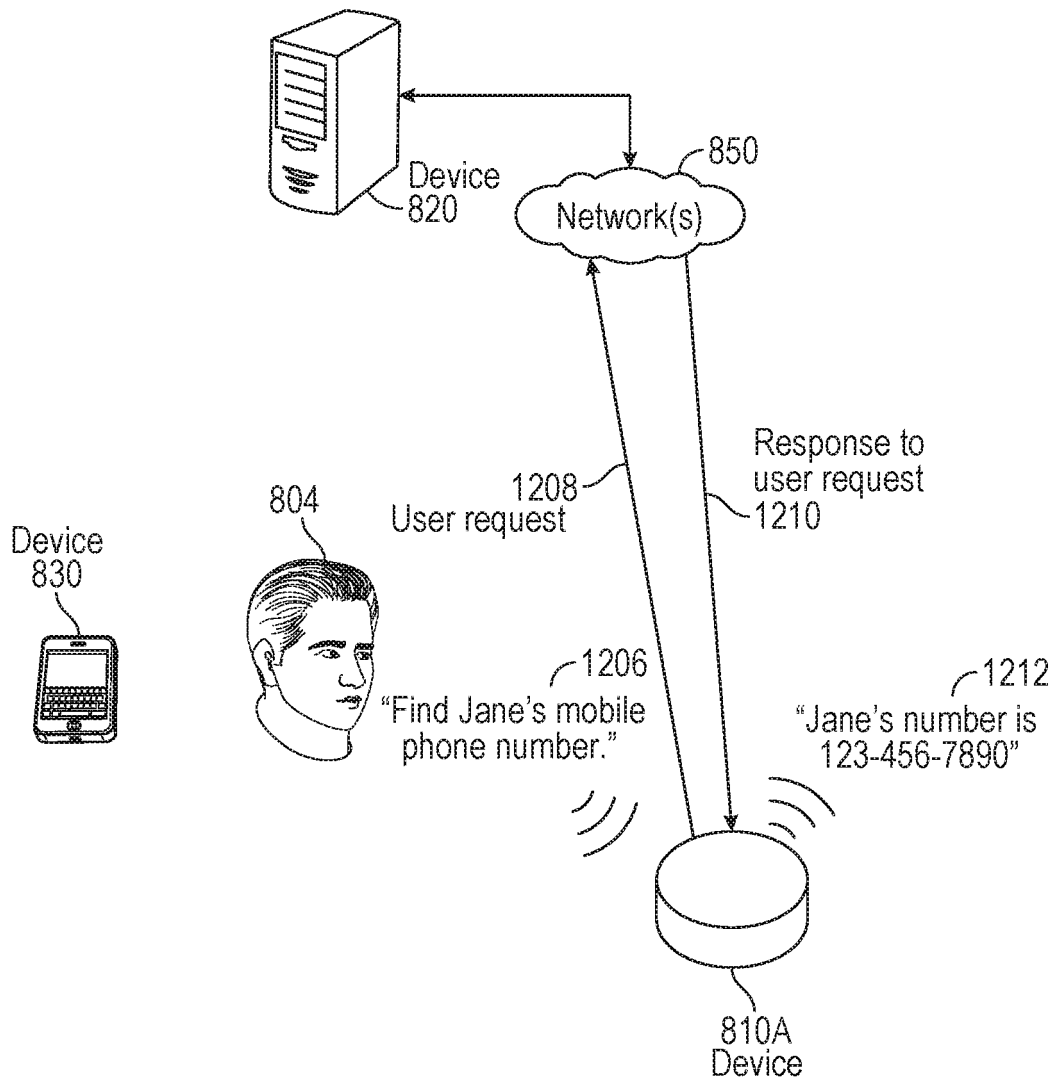 Device
820
850
Network(s)
1208
User request
Response to
user request
1210
804
Device
830
1206
“Find Jane’s mobile
phone number.”
1212
“Jane’s number is
123-456-7890”
810A
Device